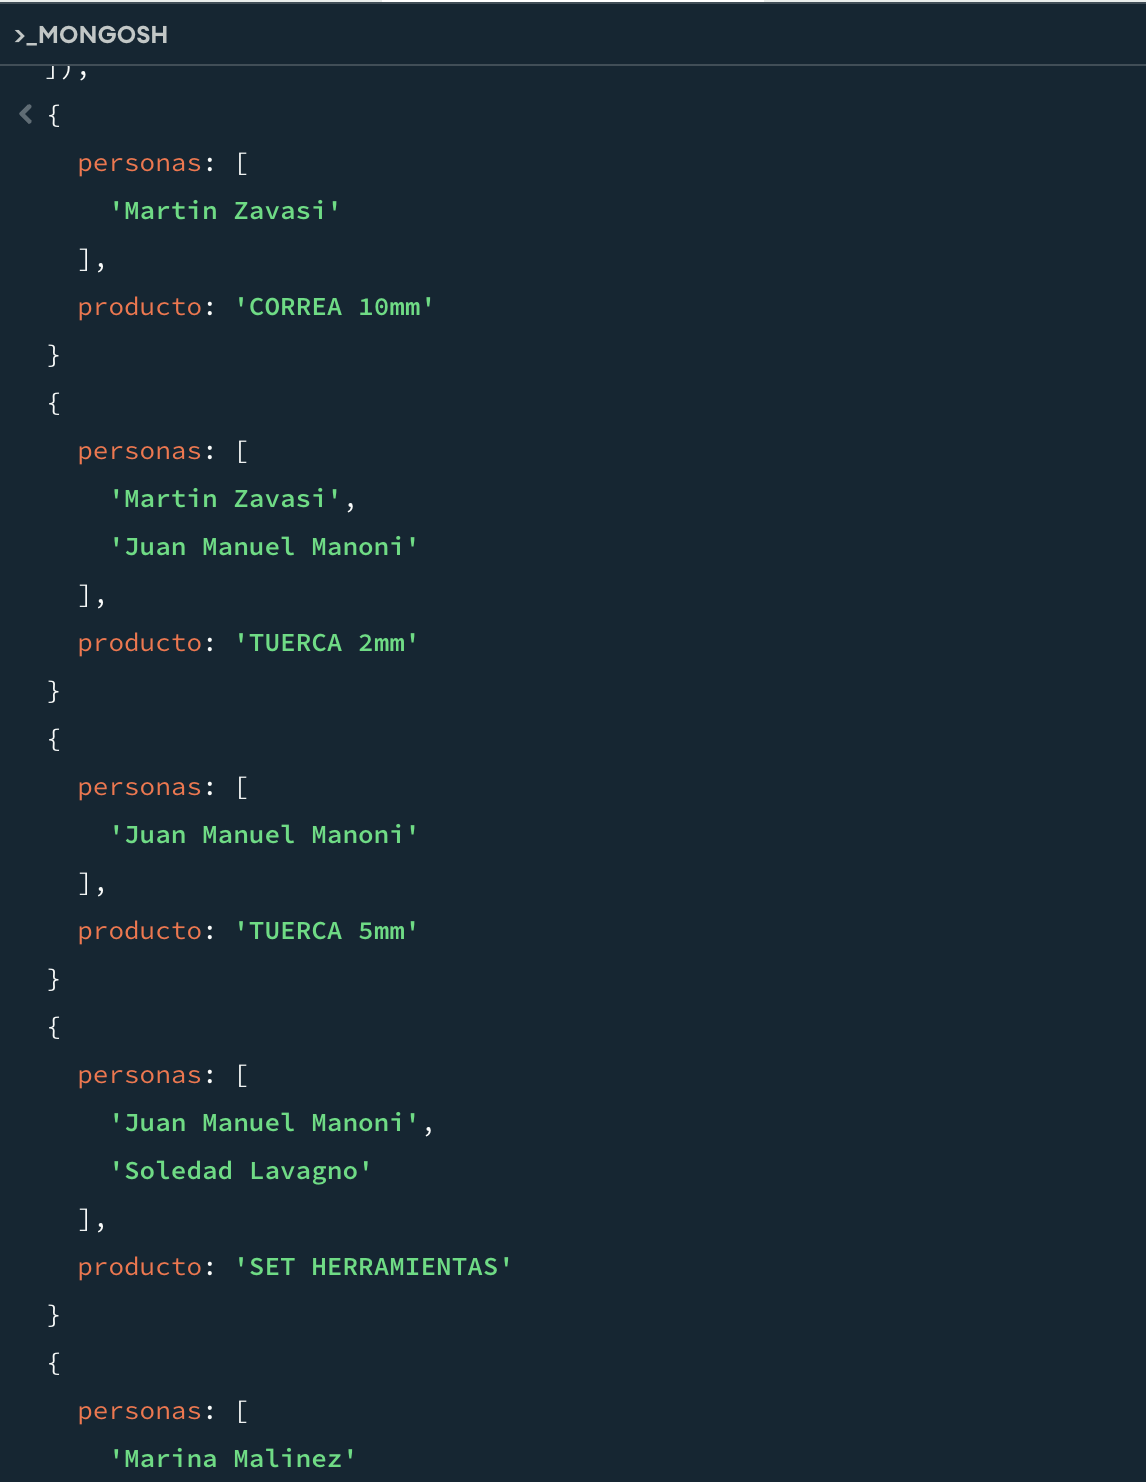 >_MONGOSH
]);
{
personas: [
'Martin Zavasi'
],
producto: 'CORREA 10mm'
}
{
personas: [
'Martin Zavasi',
'Juan Manuel Manoni'
],
producto: 'TUERCA 2mm'
}
{
personas: [
'Juan Manuel Manoni'
],
producto: 'TUERCA 5mm'
}
{
personas: [
'Juan Manuel Manoni',
'Soledad Lavagno'
],
producto: 'SET HERRAMIENTAS'
}
{
personas: [
'Marina Malinez'